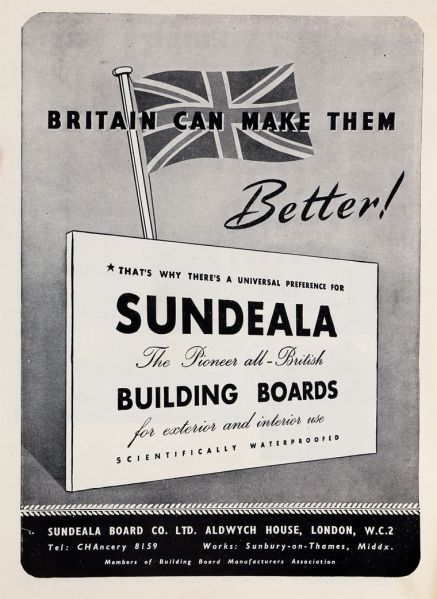 BRITAIN CAN MAKE THEM
Better!
★THAT'S WHY THERE'S A UNIVERSAL PREFERENCE FOR
SUNDEALA
The Pioneer all-British
BUILDING BOARDS
for exterior and interior use
SCIENTIFICALLY WATERPROOFED
SUNDEALA BOARD CO. LTD. ALDWYCH HOUSE, LONDON, W.C.2
Tel: CHAncery 8159 Works: Sunbury-on-Thames, Middx.
Members of Building Board Manufacturers Association